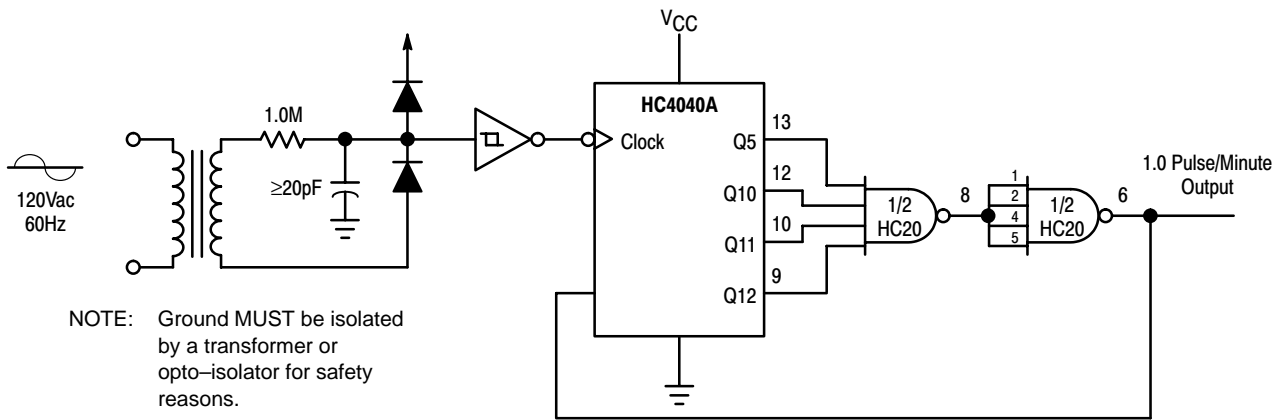 VCC
HC4040A
1.0M
13
Clock
Q5
≥20pF
120Vac
60Hz
12
Q10
10
Q11
9
Q12
1/2
HC20
8
1
2
4
5
1/2
HC20
6
1.0 Pulse/Minute
Output
NOTE: Ground MUST be isolated
by a transformer or
opto–isolator for safety
reasons.